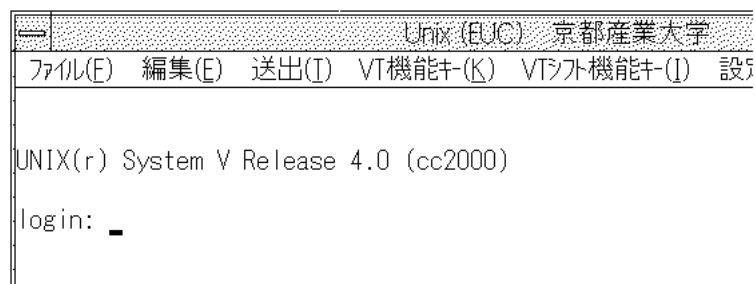 Unix (EUC) 京都産業大学
ファイル(F) 編集(E) 送出(T) VT機能キー(K) VTシフト機能キー(I)
UNIX(r) System V Release 4.0 (cc2000)
login: